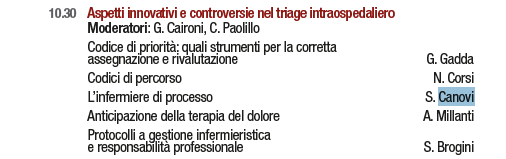 10.30 Aspetti innovativi e controversie nel triage intraospedaliero
Moderatori: G. Caironi, C. Paolillo
Codice di priorità: quali strumenti per la corretta
assegnazione e rivalutazione G. Gadda
Codici di percorso N. Corsi
L'infermiere di processo S. Canovi
Anticipazione della terapia del dolore A. Millanti
Protocolli a gestione infermieristica
e responsabilità professionale S. Brogini